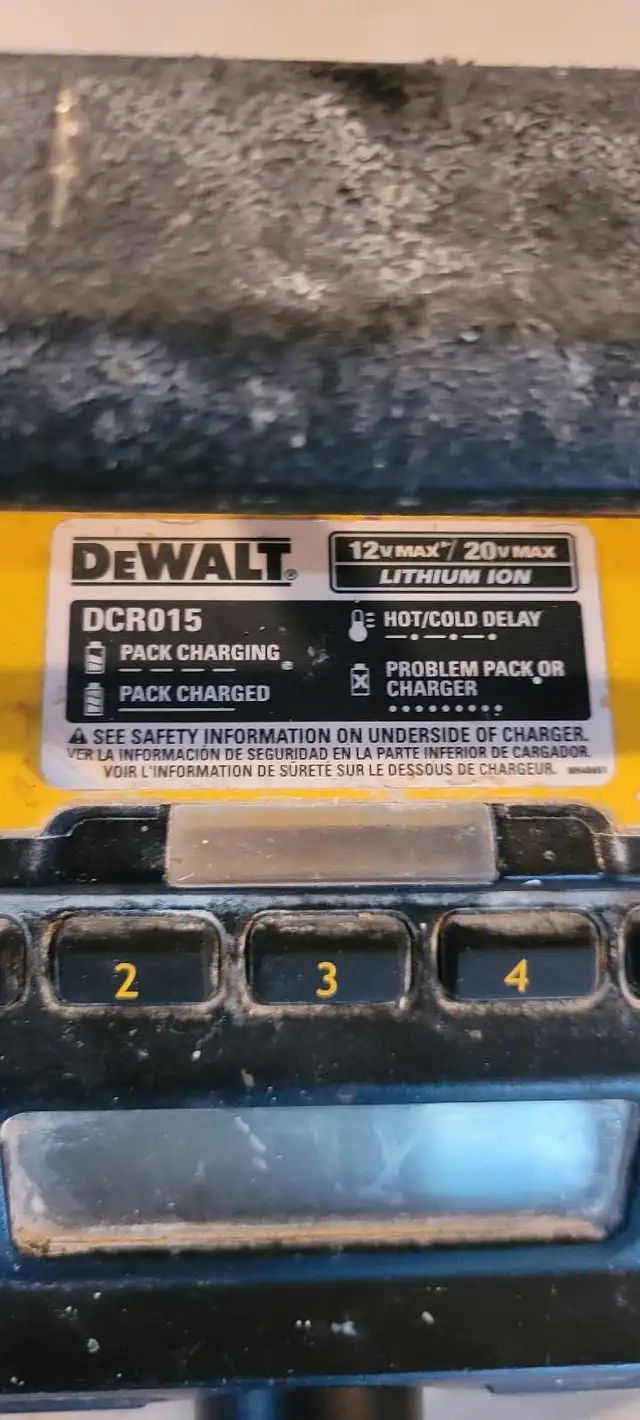 DEWALT®
12V MAX*/ 20V MAX
LITHIUM ION
DCR015
PACK CHARGING
PACK CHARGED
HOT/COLD DELAY
PROBLEM PACK OR
CHARGER
⚠ SEE SAFETY INFORMATION ON UNDERSIDE OF CHARGER.
VER LA INFORMACIÓN DE SEGURIDAD EN LA PARTE INFERIOR DE CARGADOR.
VOIR L'INFORMATION DE SÛRETÉ SUR LE DESSOUS DE CHARGEUR.
2 3 4